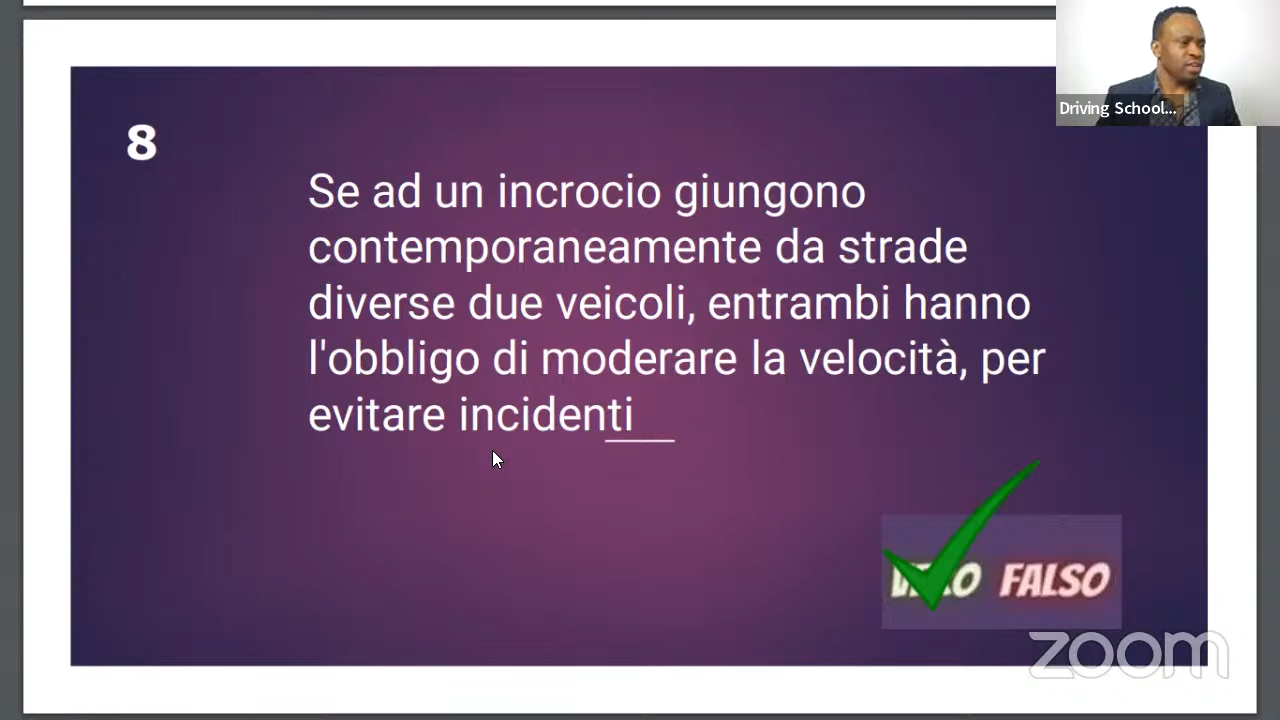 Driving School...
8
Se ad un incrocio giungono
contemporaneamente da strade
diverse due veicoli, entrambi hanno
l'obbligo di moderare la velocità, per
evitare incidenti
FALSO
zoom